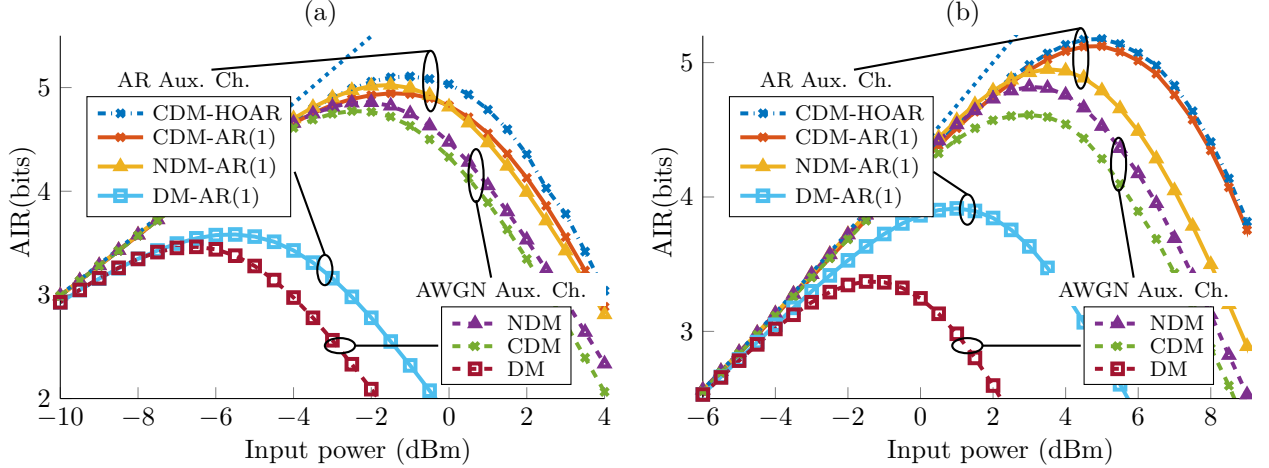 (a)
5
4
3
2
AIR(bits)
AR Aux. Ch.
CDM-HOAR
CDM-AR(1)
NDM-AR(1)
DM-AR(1)
AWGN Aux. Ch.
NDM
CDM
DM
−10 −8 −6 −4 −2 0 2 4
Input power (dBm)
(b)
5
4
3
AIR(bits)
AR Aux. Ch.
CDM-HOAR
CDM-AR(1)
NDM-AR(1)
DM-AR(1)
AWGN Aux. Ch.
NDM
CDM
DM
−6 −4 −2 0 2 4 6 8
Input power (dBm)